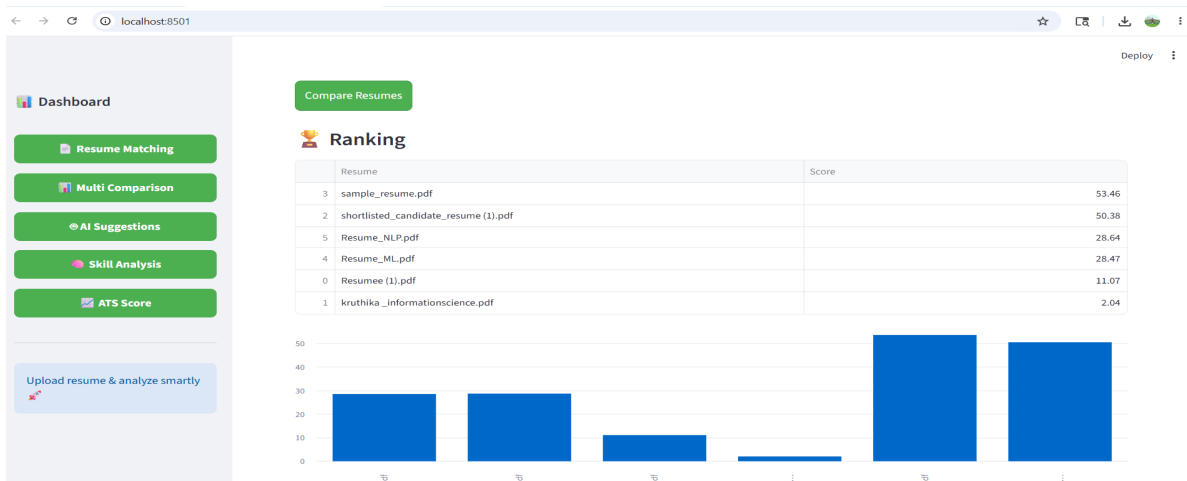 localhost:8501
Deploy
Dashboard
Resume Matching
Multi Comparison
AI Suggestions
Skill Analysis
ATS Score
Upload resume & analyze smartly
Compare Resumes
Ranking
Resume Score
3 sample_resume.pdf 53.46
2 shortlisted_candidate_resume (1).pdf 50.38
5 Resume_NLP.pdf 28.64
4 Resume_ML.pdf 28.47
0 Resumee (1).pdf 11.07
1 kruthika _informationscience.pdf 2.04
50
40
30
20
10
0